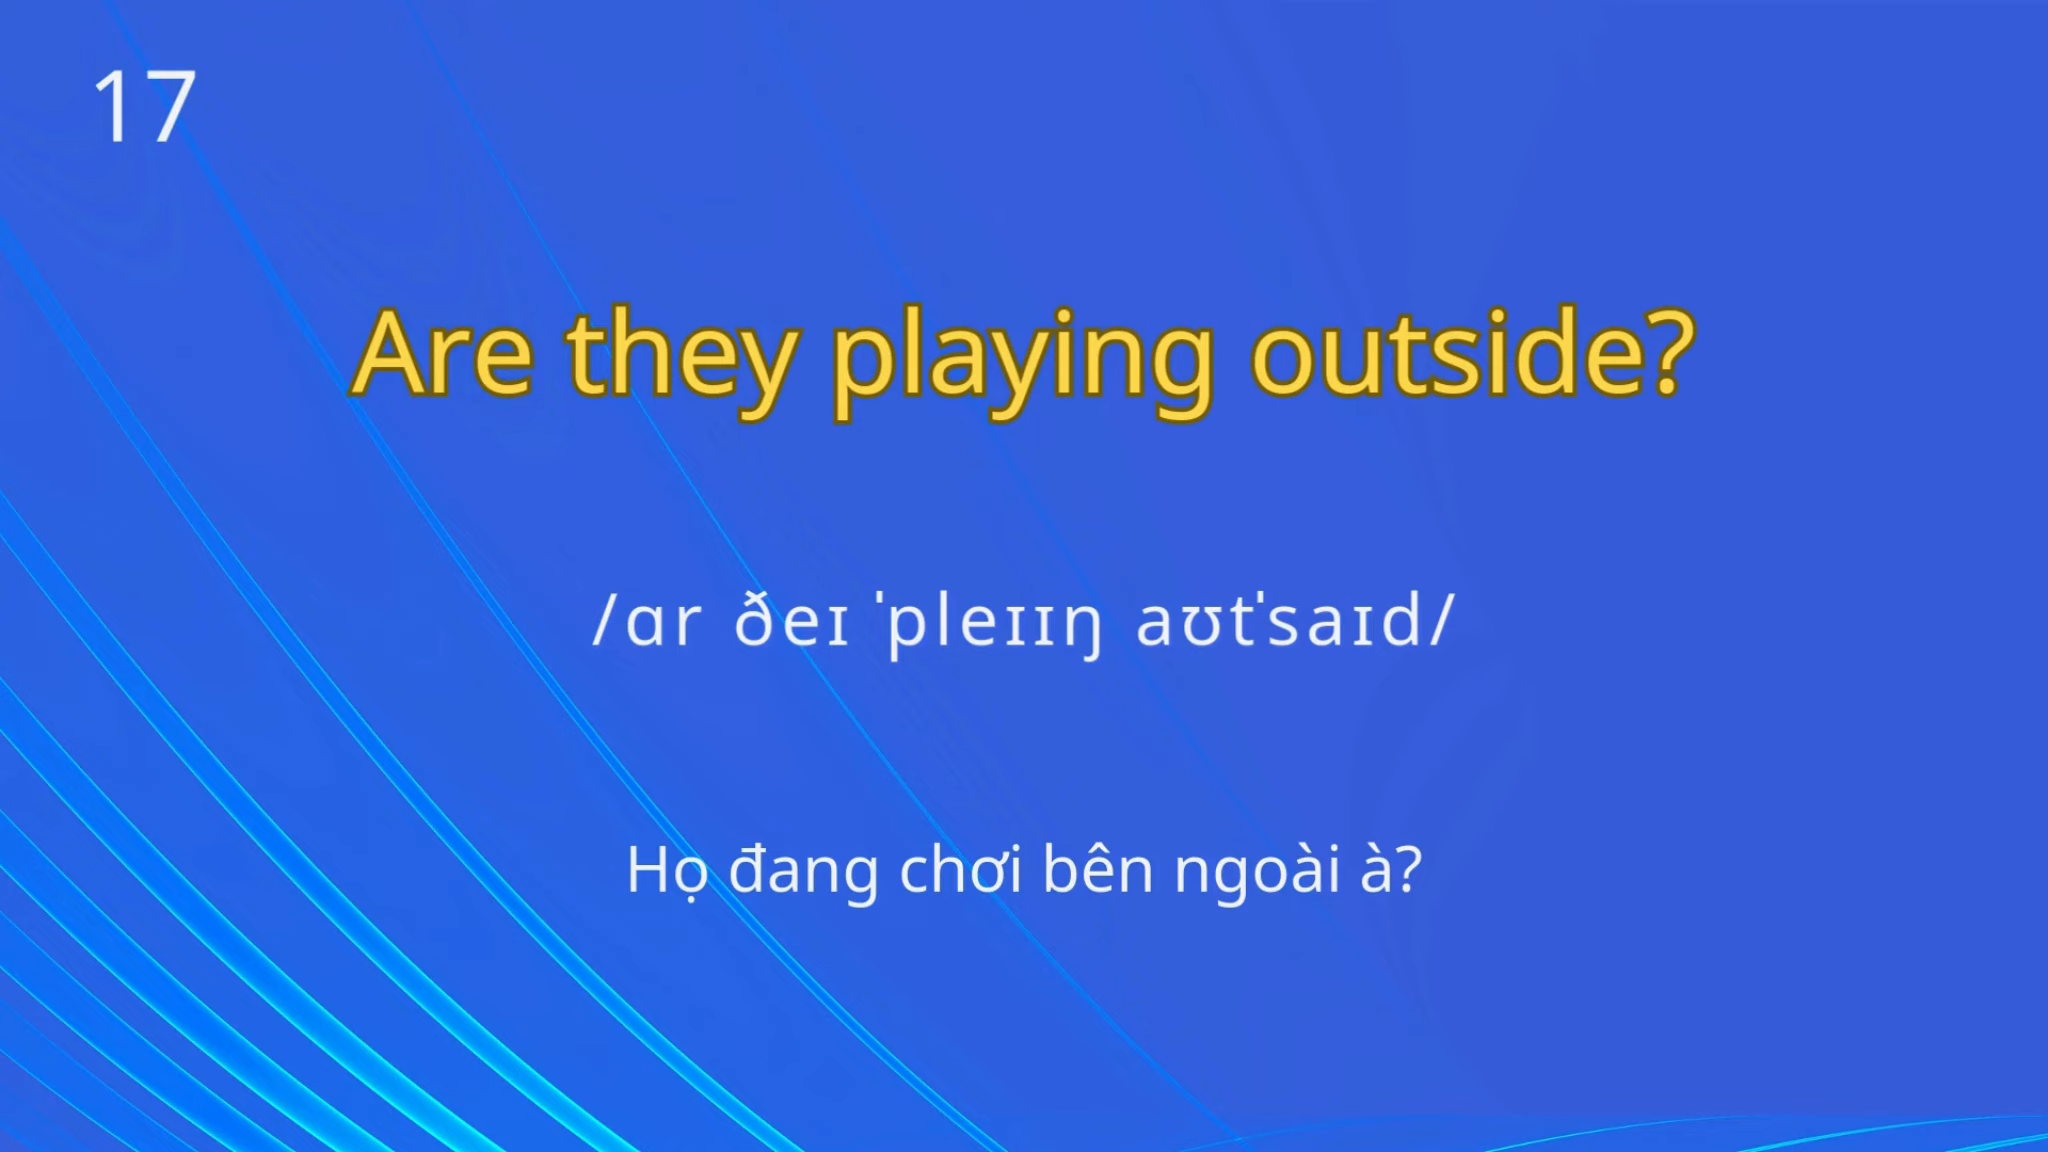 17
Are they playing outside?
/ɑr ðeɪ ˈpleɪɪŋ aʊtˈsaɪd/
Họ đang chơi bên ngoài à?